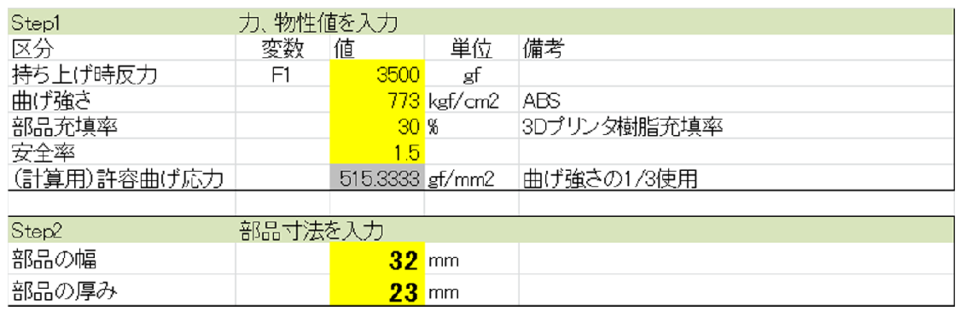 Step1 力、物性値を入力
区分 変数 値 単位 備考
持ち上げ時反力 F1 3500 gf
曲げ強さ 773 kgf/cm2 ABS
部品充填率 30 % 3Dプリンタ樹脂充填率
安全率 1.5
(計算用)許容曲げ応力 515.3333 gf/mm2 曲げ強さの1/3使用
Step2 部品寸法を入力
部品の幅 32 mm
部品の厚み 23 mm